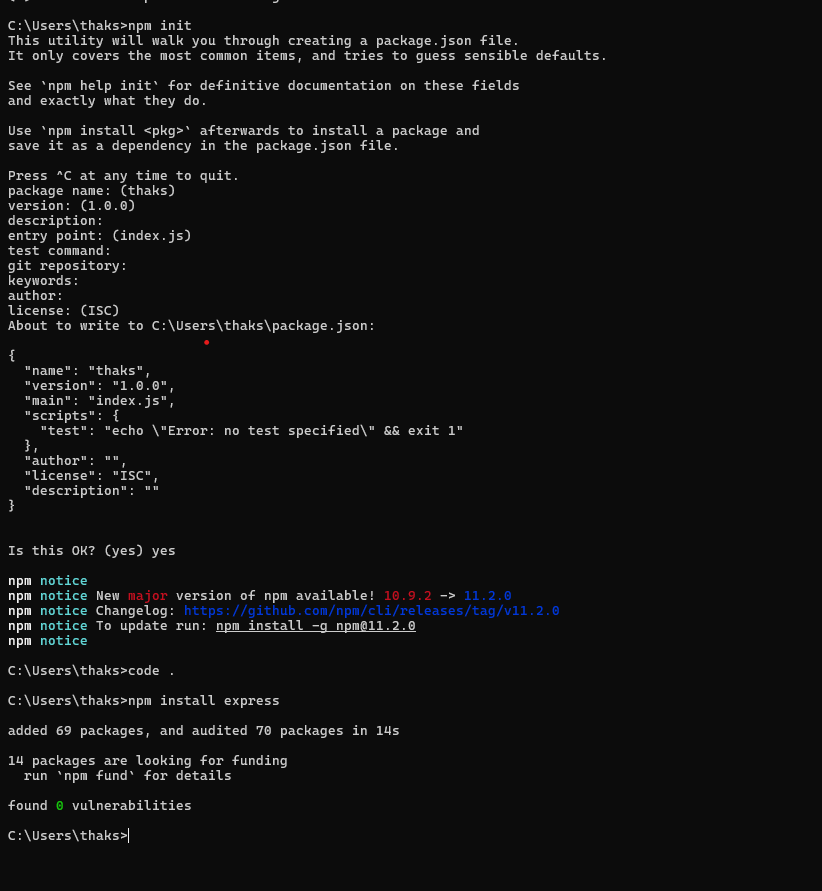 C:\Users\thaks>npm init
This utility will walk you through creating a package.json file.
It only covers the most common items, and tries to guess sensible defaults.

See `npm help init` for definitive documentation on these fields
and exactly what they do.

Use `npm install <pkg>` afterwards to install a package and
save it as a dependency in the package.json file.

Press ^C at any time to quit.
package name: (thaks)
version: (1.0.0)
description:
entry point: (index.js)
test command:
git repository:
keywords:
author:
license: (ISC)
About to write to C:\Users\thaks\package.json:

{
  "name": "thaks",
  "version": "1.0.0",
  "main": "index.js",
  "scripts": {
    "test": "echo \"Error: no test specified\" && exit 1"
  },
  "author": "",
  "license": "ISC",
  "description": ""
}


Is this OK? (yes) yes

npm notice
npm notice New major version of npm available! 10.9.2 -> 11.2.0
npm notice Changelog: https://github.com/npm/cli/releases/tag/v11.2.0
npm notice To update run: npm install -g npm@11.2.0
npm notice

C:\Users\thaks>code .

C:\Users\thaks>npm install express

added 69 packages, and audited 70 packages in 14s

14 packages are looking for funding
  run `npm fund` for details

found 0 vulnerabilities

C:\Users\thaks>